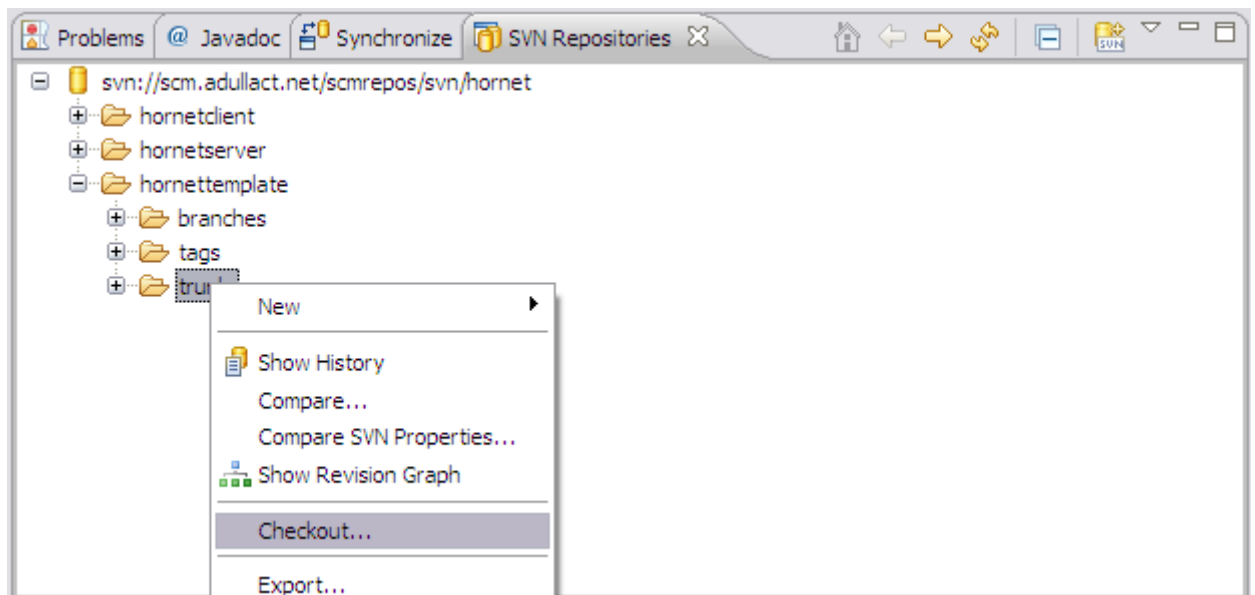 Problems @ Javadoc Synchronize SVN Repositories
SVN
svn://scm.adullact.net/scmrepos/svn/hornet
hornetclient
hornetserver
hornettemplate
branches
tags
New
Show History
Compare...
Compare SVN Properties...
Show Revision Graph
Checkout...
Export...